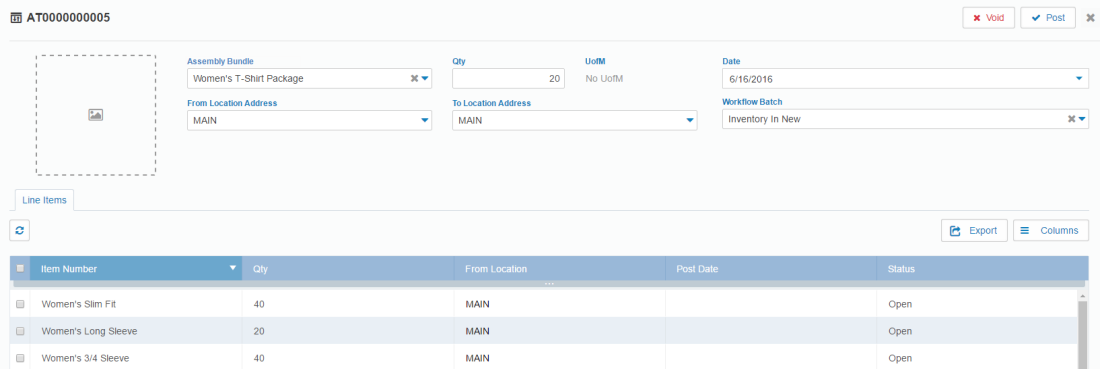 AT0000000005
Void
Post
Assembly Bundle
Qty
UofM
Date
Women's T-Shirt Package
20
No UofM
6/16/2016
From Location Address
To Location Address
Workflow Batch
MAIN
MAIN
Inventory In New
Line Items
Export
Columns
Item Number
Qty
From Location
Post Date
Status
Women's Slim Fit
40
MAIN
Open
Women's Long Sleeve
20
MAIN
Open
Women's 3/4 Sleeve
40
MAIN
Open